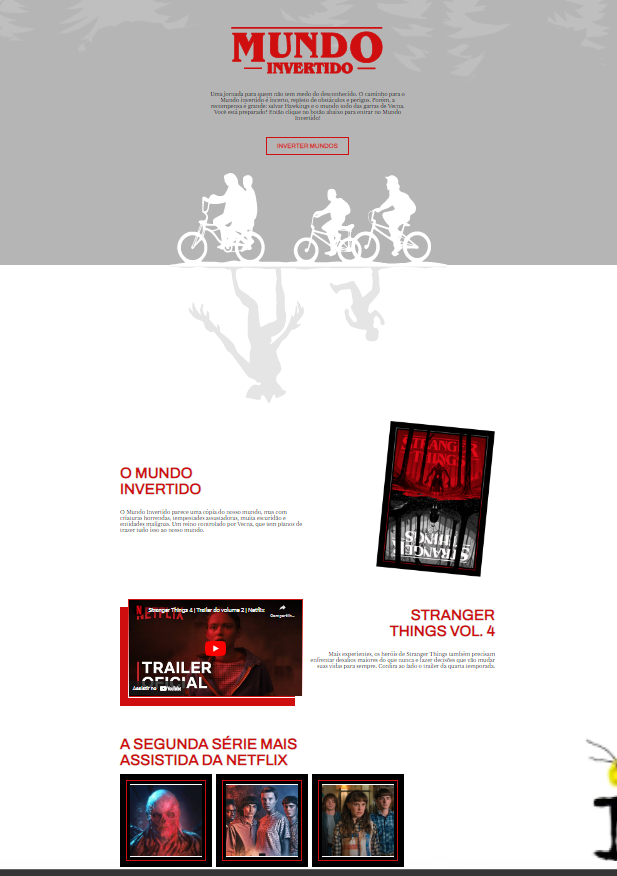 MUNDO
INVERTIDO
Uma jornada para quem não tem medo do desconhecido. O caminho para o
Mundo Invertido é incerto, repleto de obstáculos e perigos. Porém, a
recompensa é grande: salvar Hawkings e o mundo todo das garras de Vecna.
Você está preparado? Então clique no botão abaixo para entrar no Mundo
Invertido!
INVERTER MUNDOS
O MUNDO
INVERTIDO
O Mundo Invertido parece uma cópia do nosso mundo, mas com
criaturas horrendas, tempestades assustadoras, muita escuridão e
entidades malignas. Um reino controlado por Vecna, que tem planos de
trazer tudo isso ao nosso mundo.
STRANGER
THINGS
STRANGER
THINGS
NETFLIX
Stranger Things 4 | Trailer do volume 2 | Netflix
Compartilh...
TRAILER
OFICIAL
Assistir no YouTube
STRANGER
THINGS VOL. 4
Mais experientes, os heróis de Stranger Things também precisam
enfrentar desafios maiores do que nunca e fazer decisões que vão mudar
suas vidas para sempre. Confira ao lado o trailer da quarta temporada.
A SEGUNDA SÉRIE MAIS
ASSISTIDA DA NETFLIX